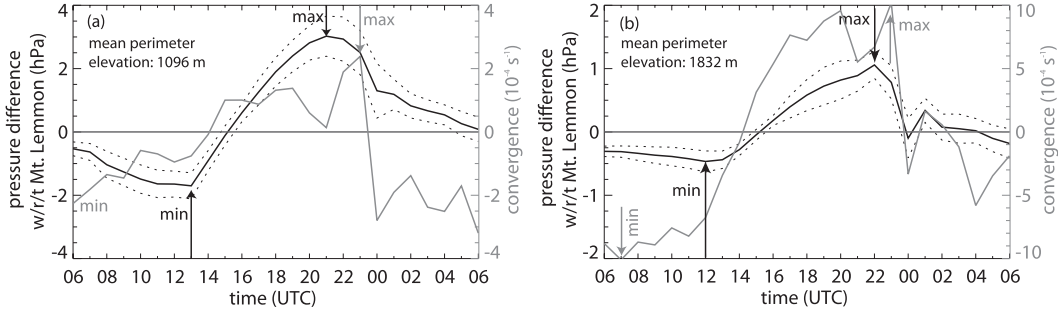 (a)
mean perimeter
elevation: 1096 m
max
max
min
min
pressure difference
w/r/t Mt. Lemmon (hPa)
4
2
0
-2
-4
4
2
0
-2
-4
convergence (10⁻⁴ s⁻¹)
06 08 10 12 14 16 18 20 22 00 02 04 06
time (UTC)
(b)
mean perimeter
elevation: 1832 m
max
max
min
min
pressure difference
w/r/t Mt. Lemmon (hPa)
2
1
0
-1
-2
10
5
0
-5
-10
convergence (10⁻⁴ s⁻¹)
06 08 10 12 14 16 18 20 22 00 02 04 06
time (UTC)